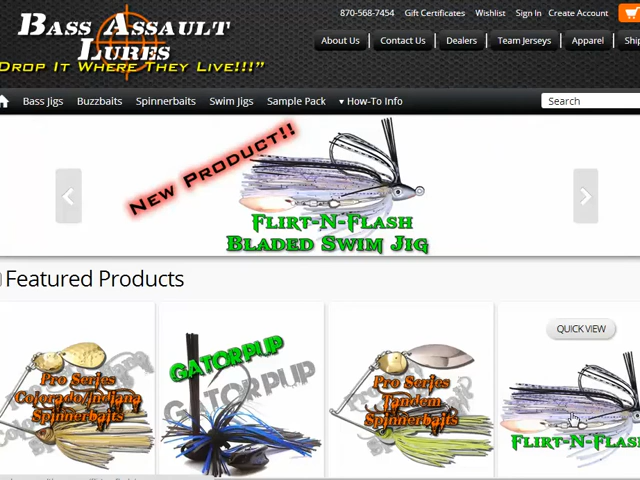 Bass Assault
Lures
Drop It Where They Live!!!”
870-568-7454 Gift Certificates Wishlist Sign In Create Account
About Us Contact Us Dealers Team Jerseys Apparel
Bass Jigs Buzzbaits Spinnerbaits Swim Jigs Sample Pack ▾ How-To Info Search
New Product!!
Flirt-N-Flash
Bladed Swim Jig
Featured Products
Pro Series
Colorado/Indiana
Spinnerbaits
GATORPUP
GATORPUP
Pro Series
Tandem
Spinnerbaits
QUICK VIEW
Flirt-N-Flash